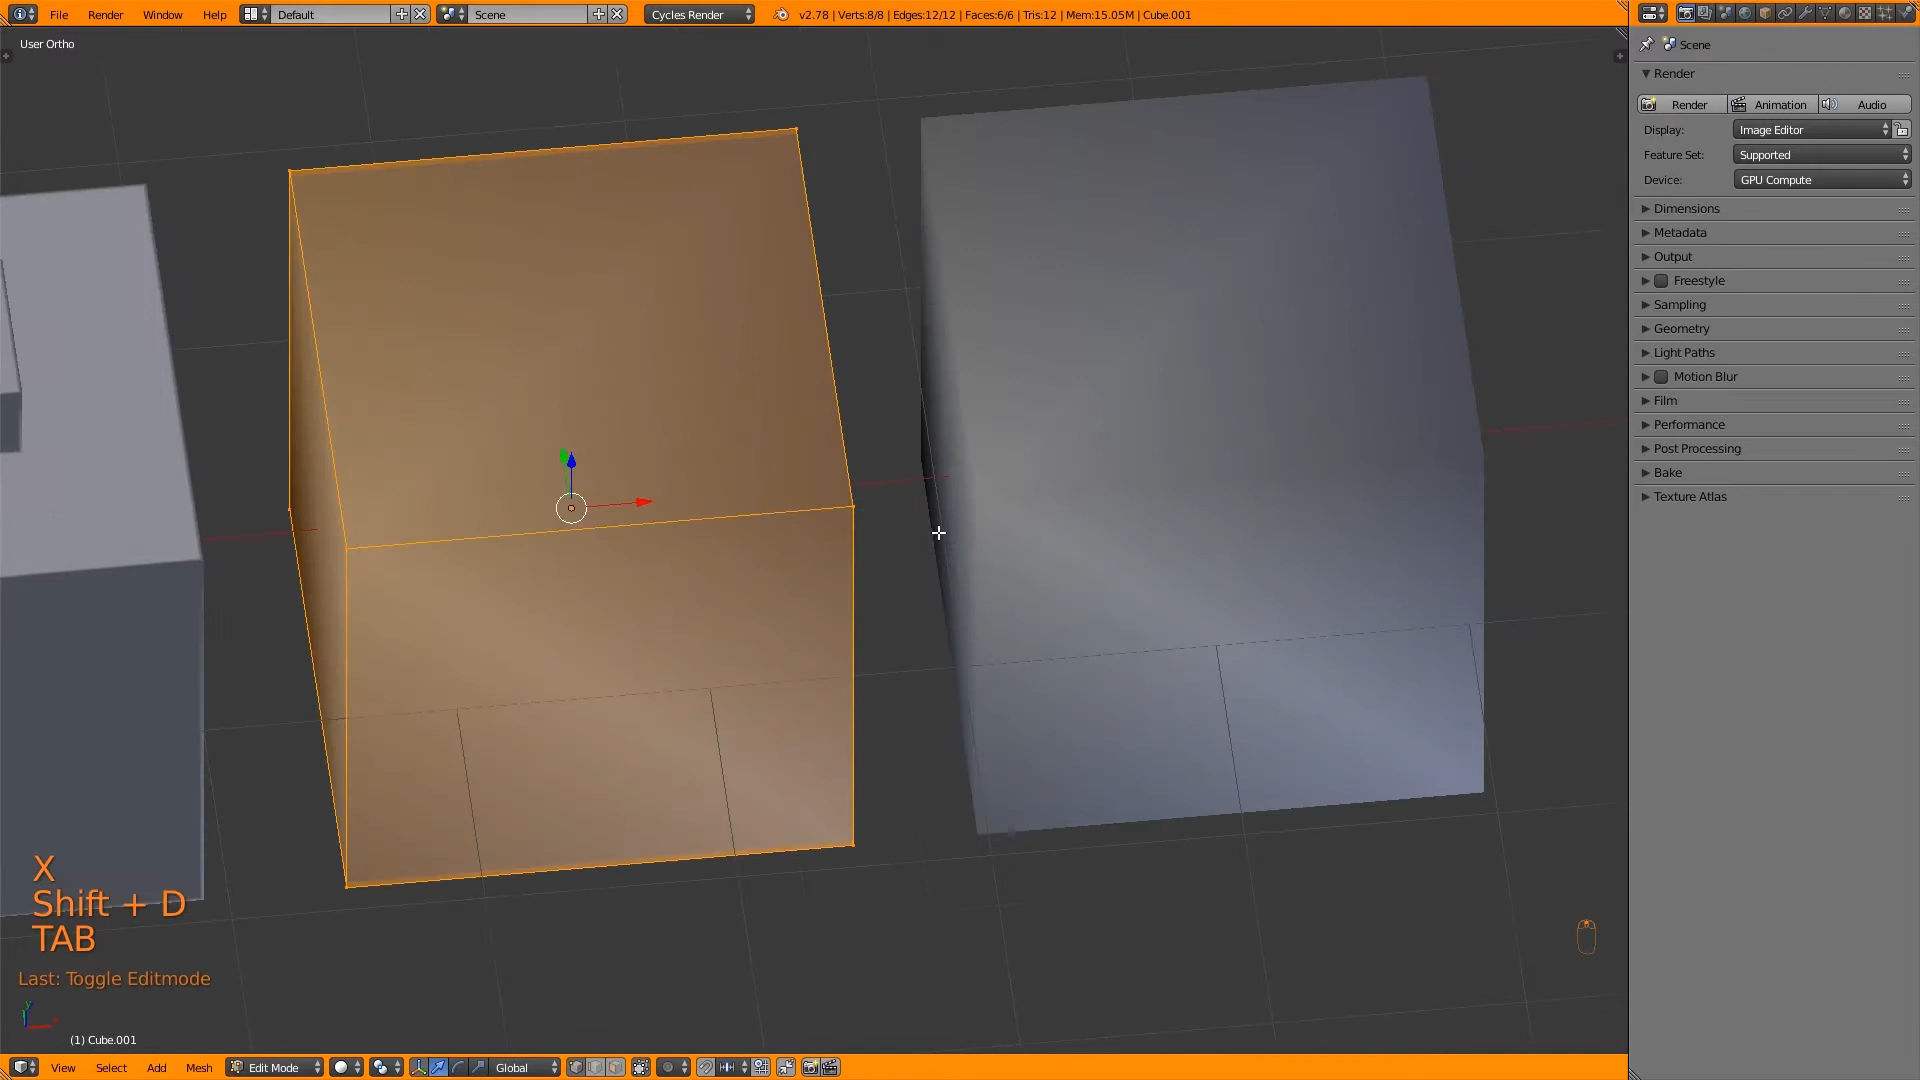 File Render Window Help Default Scene Cycles Render v2.78 | Verts:8/8 | Edges:12/12 | Faces:6/6 | Tris:12 | Mem:15.05M | Cube.001
User Ortho
Scene
Render
Render Animation Audio
Display: Image Editor
Feature Set: Supported
Device: GPU Compute
Dimensions
Metadata
Output
Freestyle
Sampling
Geometry
Light Paths
Motion Blur
Film
Performance
Post Processing
Bake
Texture Atlas
X
Shift + D
TAB
Last: Toggle Editmode
(1) Cube.001
View Select Add Mesh Edit Mode Global